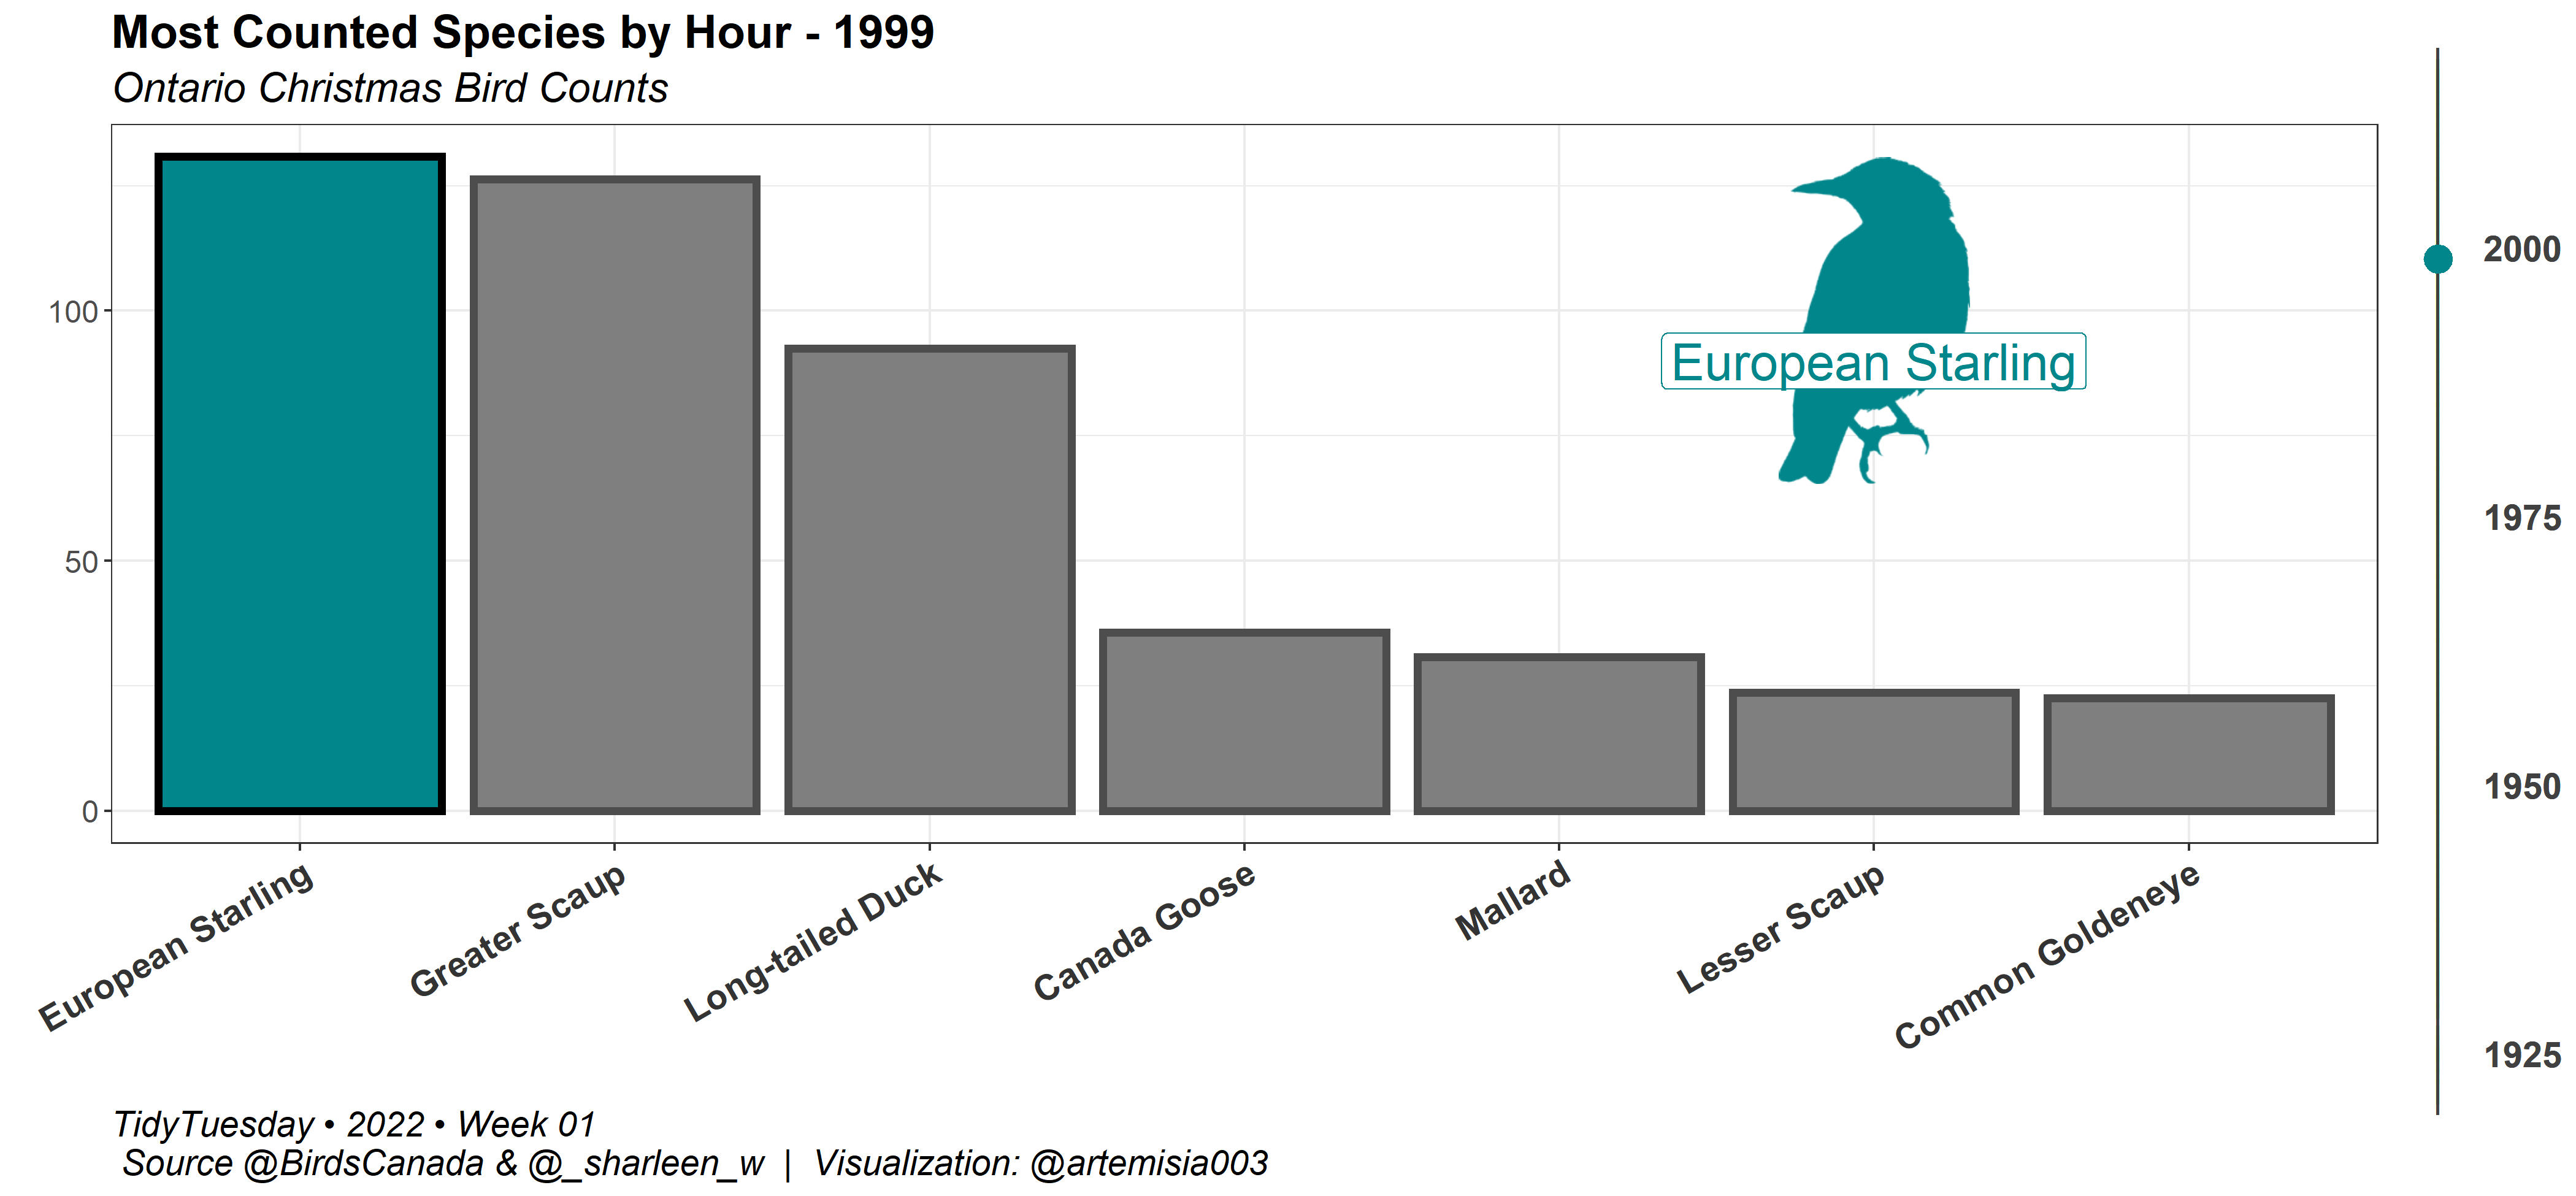 Most Counted Species by Hour - 1999
Ontario Christmas Bird Counts
100
50
0
European Starling
2000
1975
1950
1925
European Starling
Greater Scaup
Long-tailed Duck
Canada Goose
Mallard
Lesser Scaup
Common Goldeneye
TidyTuesday • 2022 • Week 01
Source @BirdsCanada & @_sharleen_w | Visualization: @artemisia003